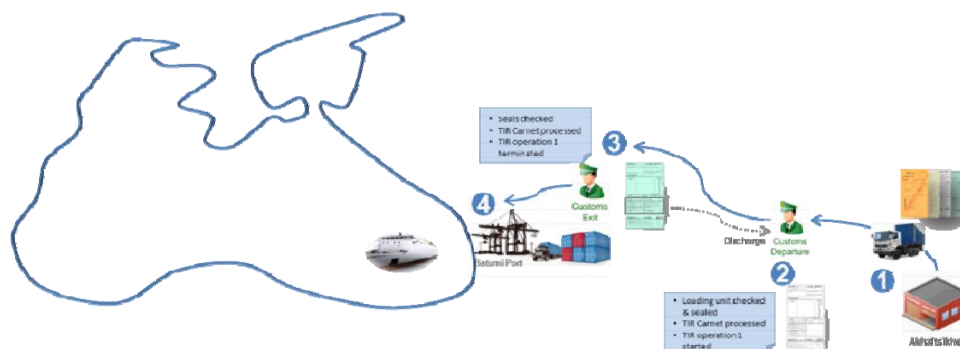 • Seals checked
• TIR Carnet processed
• TIR operation 1
terminated
3
4
Customs
Exit
Batumi Port
Discharge
Customs
Departure
2
1
• Loading unit checked
& sealed
• TIR Carnet processed
• TIR operation 1
started
Akhaltsikhe